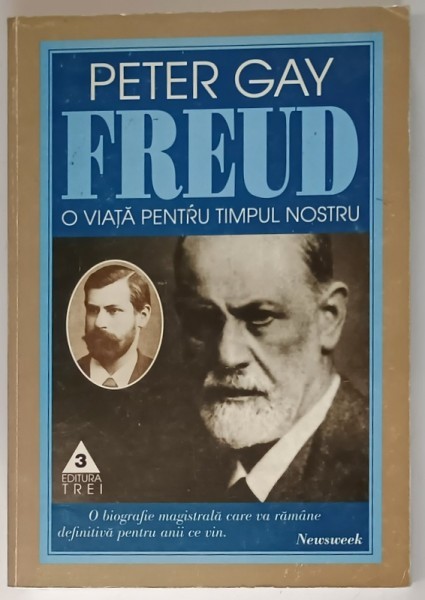 PETER GAY
FREUD
O VIAȚĂ PENTRU TIMPUL NOSTRU
3
EDITURA
TREI
O biografie magistrală care va rămâne
definitivă pentru anii ce vin.
Newsweek